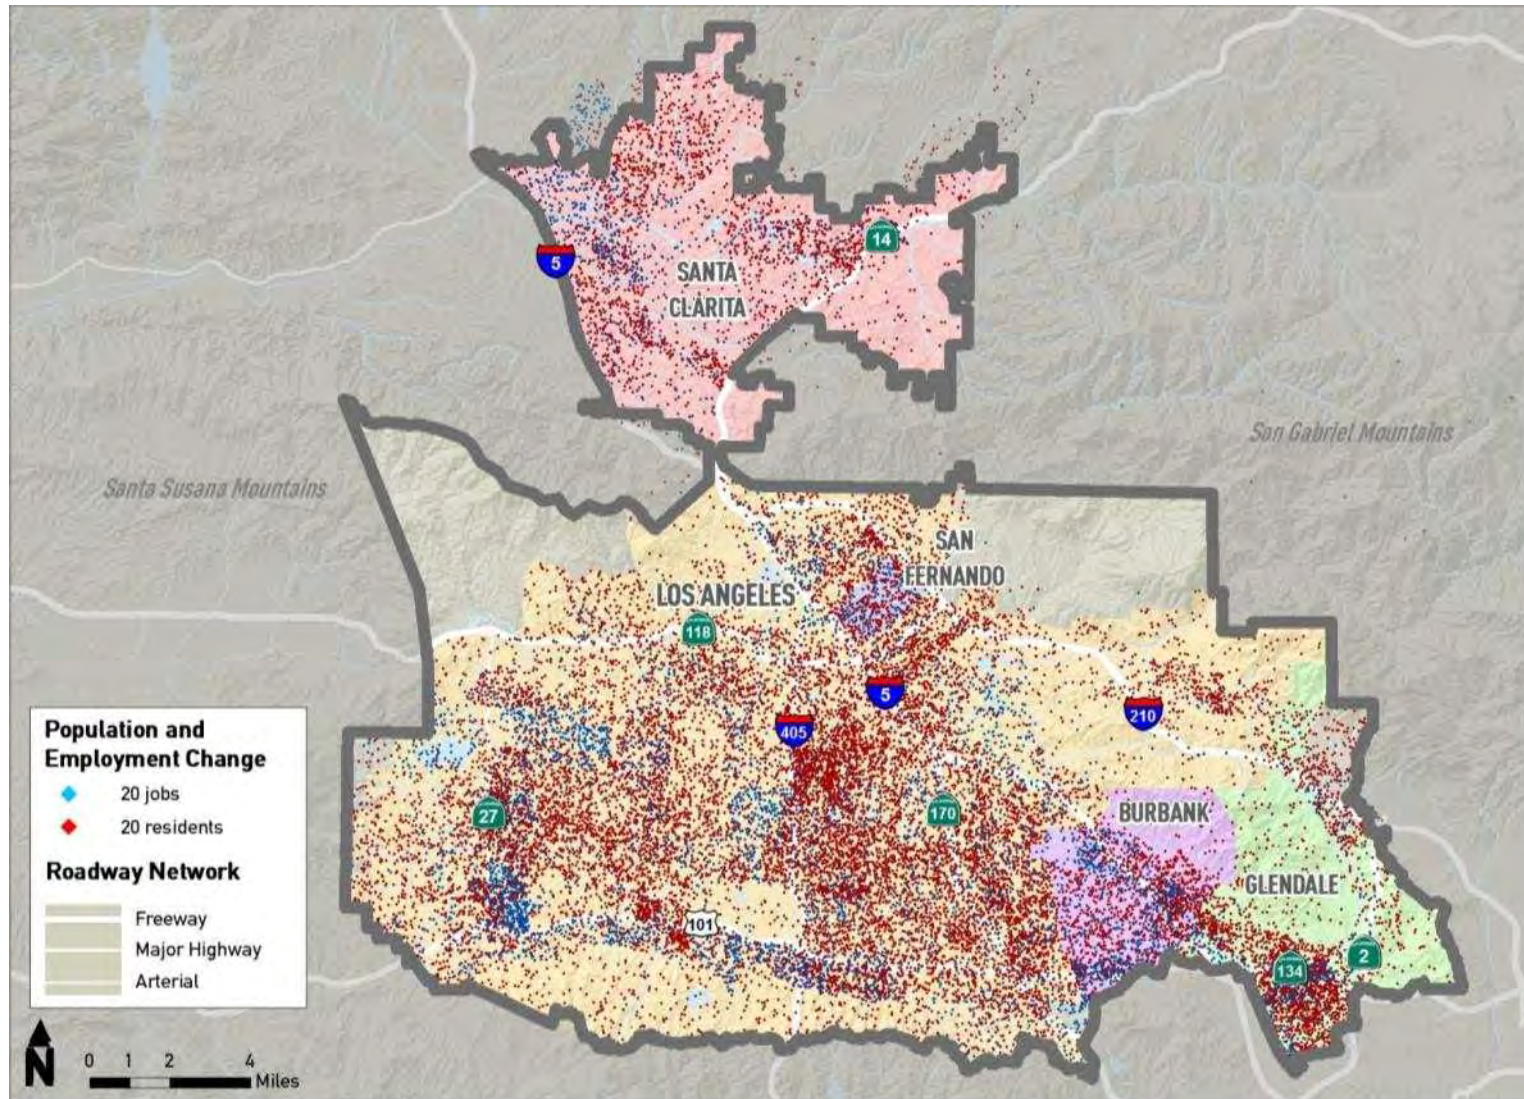 5
14
SANTA
CLARITA
San Gabriel Mountains
Santa Susana Mountains
SAN
FERNANDO
LOS ANGELES
118
5
405
210
27
170
BURBANK
GLENDALE
101
2
134
Population and
Employment Change
20 jobs
20 residents
Roadway Network
Freeway
Major Highway
Arterial
N
0 1 2 4
Miles